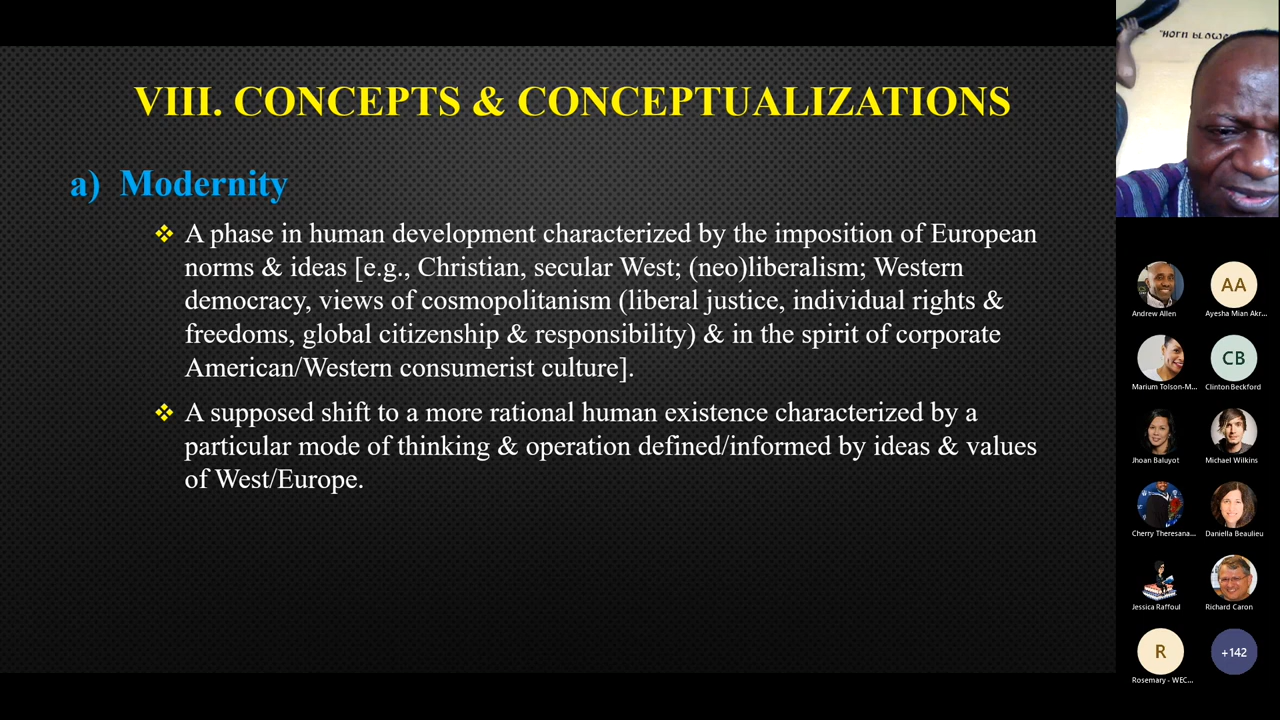 VIII. CONCEPTS & CONCEPTUALIZATIONS
a) Modernity
❖ A phase in human development characterized by the imposition of European
norms & ideas [e.g., Christian, secular West; (neo)liberalism; Western
democracy, views of cosmopolitanism (liberal justice, individual rights &
freedoms, global citizenship & responsibility) & in the spirit of corporate
American/Western consumerist culture].
❖ A supposed shift to a more rational human existence characterized by a
particular mode of thinking & operation defined/informed by ideas & values
of West/Europe.
"HORN BLOWE
Andrew Allen
AA
Ayesha Mian Akr...
Marium Tolson-M...
CB
Clinton Beckford
Jhoan Baluyot
Michael Wilkins
Cherry Theresana...
Daniella Beaulieu
Jessica Raffoul
Richard Caron
R
Rosemary - WEC...
+142